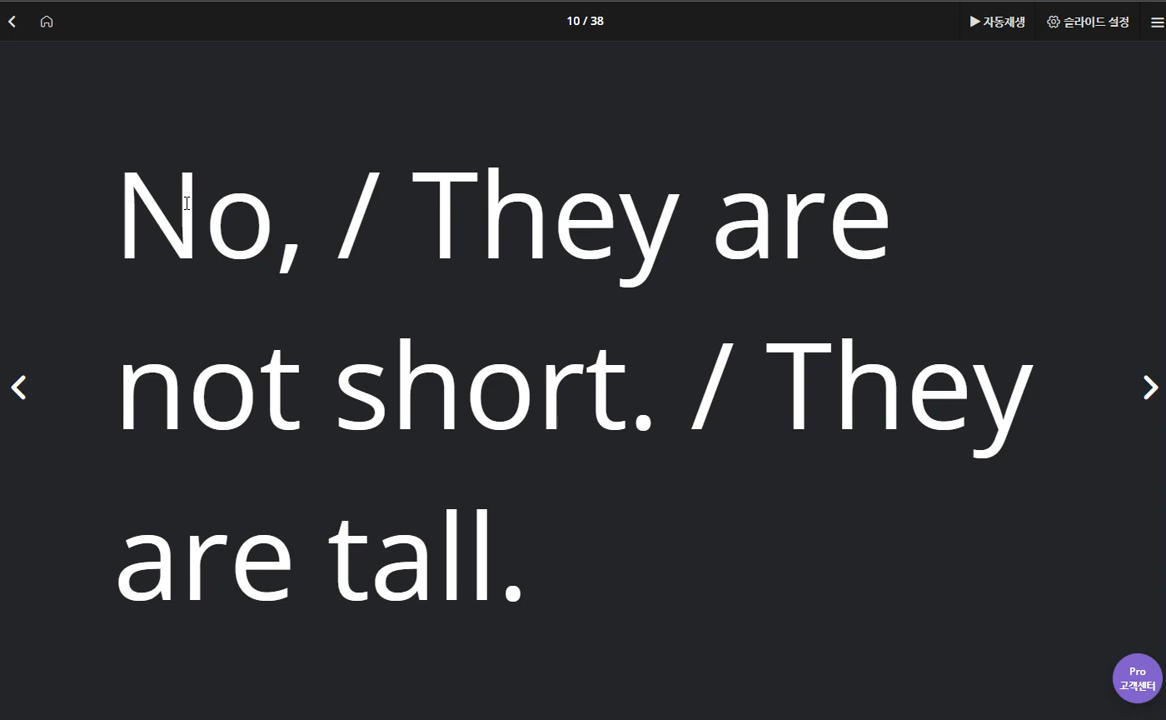 10 / 38
▶ 자동재생
슬라이드 설정
No, / They are
not short. / They
are tall.
Pro
고객센터